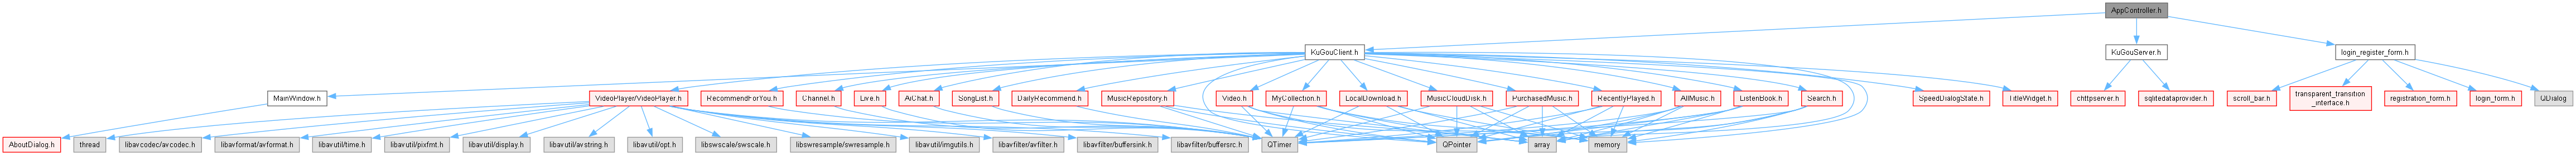 AppController.h
KuGouClient.h
KuGouServer.h
login_register_form.h
MainWindow.h
VideoPlayer/VideoPlayer.h
RecommendForYou.h
Channel.h
Live.h
AiChat.h
SongList.h
DailyRecommend.h
MusicRepository.h
Video.h
MyCollection.h
LocalDownload.h
MusicCloudDisk.h
PurchasedMusic.h
RecentlyPlayed.h
AllMusic.h
ListenBook.h
Search.h
SpeedDialogState.h
TitleWidget.h
chttpserver.h
sqlitedataprovider.h
scroll_bar.h
transparent_transition
_interface.h
registration_form.h
login_form.h
QDialog
AboutDialog.h
thread
libavcodec/avcodec.h
libavformat/avformat.h
libavutil/time.h
libavutil/pixfmt.h
libavutil/display.h
libavutil/avstring.h
libavutil/opt.h
libswscale/swscale.h
libswresample/swresample.h
libavutil/imgutils.h
libavfilter/avfilter.h
libavfilter/buffersink.h
libavfilter/buffersrc.h
QTimer
QPointer
array
memory